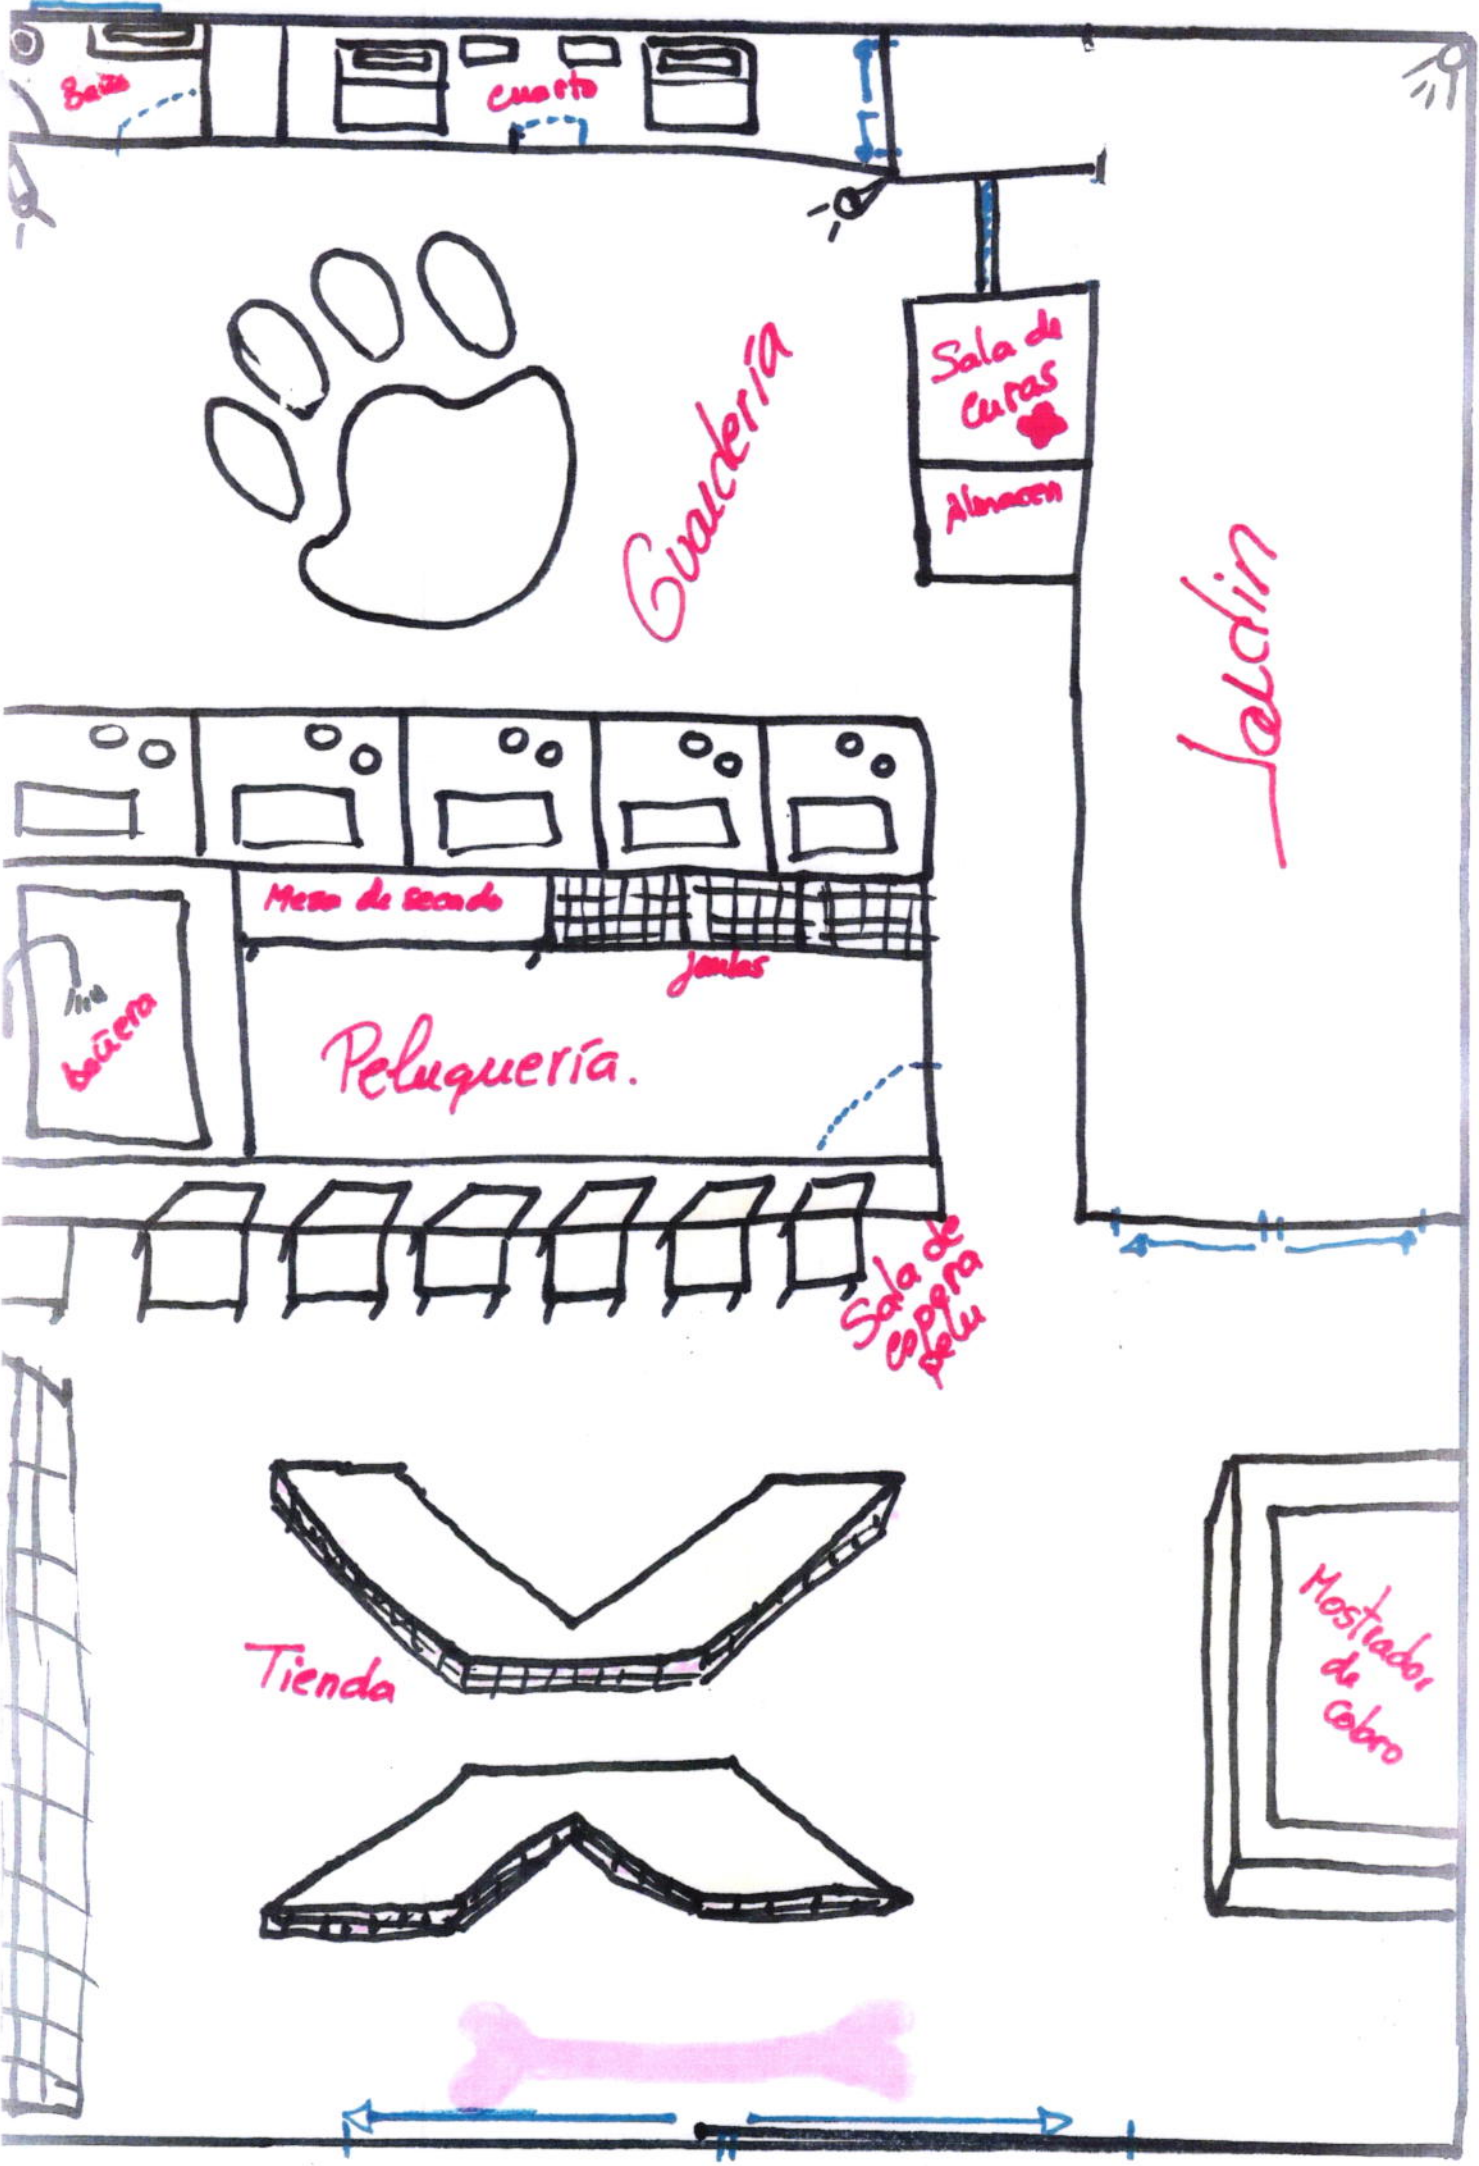 Baño
cuarto
Sala de
curas
Almacen
Guardería
Jardin
Mesa de secado
jaulas
bañera
Peluquería.
Sala de
espera
pelu
Tienda
Mostrador
de
cobro